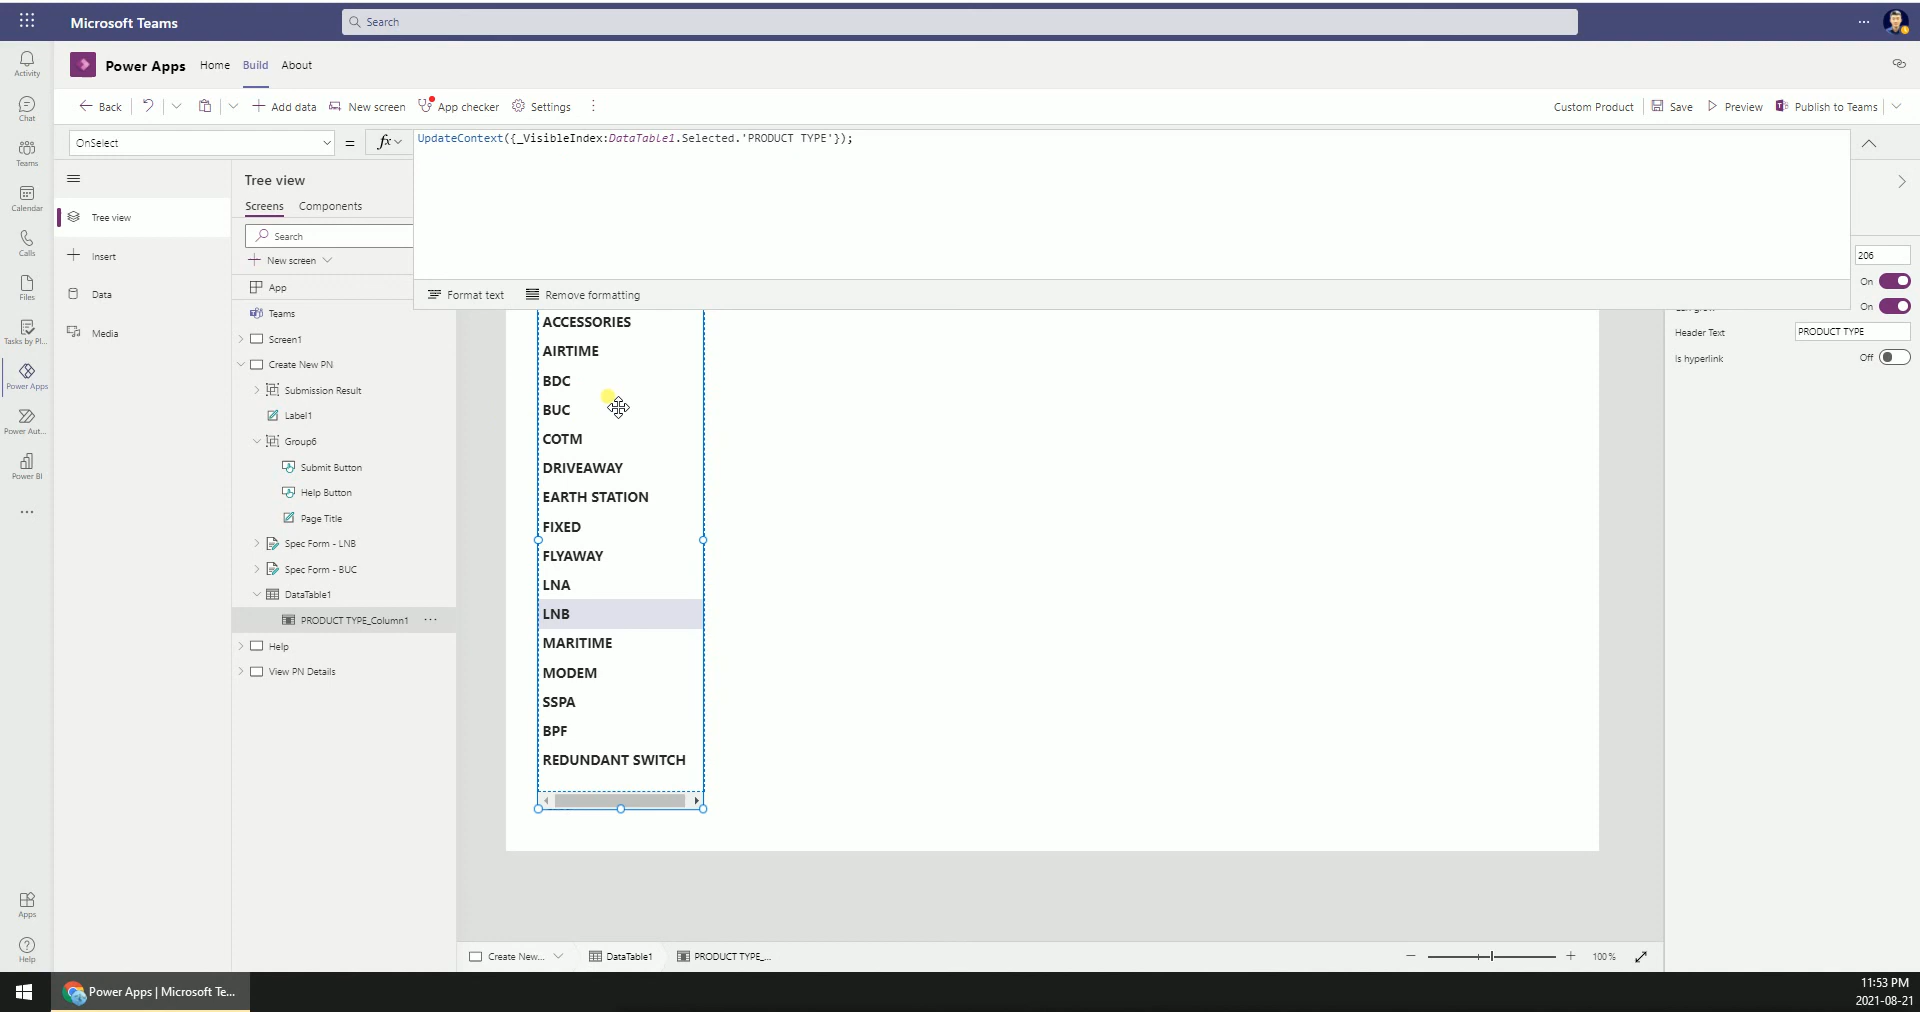 Microsoft Teams
Search
Activity
Chat
Teams
Calendar
Calls
Files
Tasks by Pl...
Power Apps
Power Aut...
Power BI
Apps
Help
Power Apps
Home
Build
About
Back
Add data
New screen
App checker
Settings
Custom Product
Save
Preview
Publish to Teams
OnSelect
=
fx
UpdateContext({_VisibleIndex:DataTable1.Selected.'PRODUCT TYPE'});
Format text
Remove formatting
Tree view
Insert
Data
Media
Tree view
Screens
Components
Search
New screen
App
Teams
Screen1
Create New PN
Submission Result
Label1
Group6
Submit Button
Help Button
Page Title
Spec Form - LNB
Spec Form - BUC
DataTable1
PRODUCT TYPE_Column1
Help
View PN Details
ACCESSORIES
AIRTIME
BDC
BUC
COTM
DRIVEAWAY
EARTH STATION
FIXED
FLYAWAY
LNA
LNB
MARITIME
MODEM
SSPA
BPF
REDUNDANT SWITCH
206
On
On
Header Text
PRODUCT TYPE
Is hyperlink
Off
Create New...
DataTable1
PRODUCT TYPE_...
100 %
Power Apps | Microsoft Te...
11:53 PM
2021-08-21